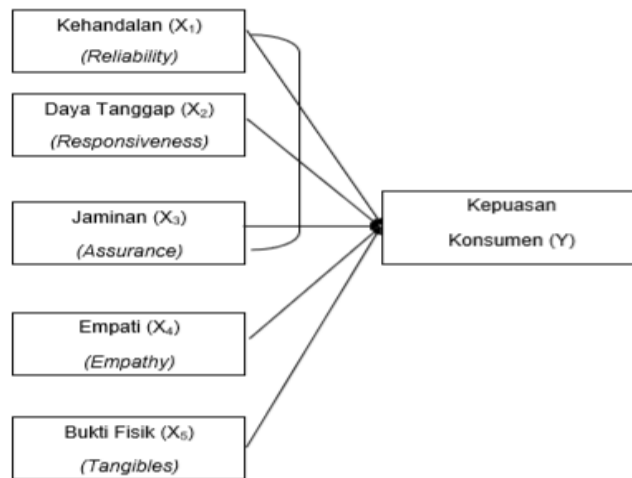 Kehandalan (X₁)
(Reliability)
Daya Tanggap (X₂)
(Responsiveness)
Jaminan (X₃)
(Assurance)
Empati (X₄)
(Empathy)
Bukti Fisik (X₅)
(Tangibles)
Kepuasan
Konsumen (Y)